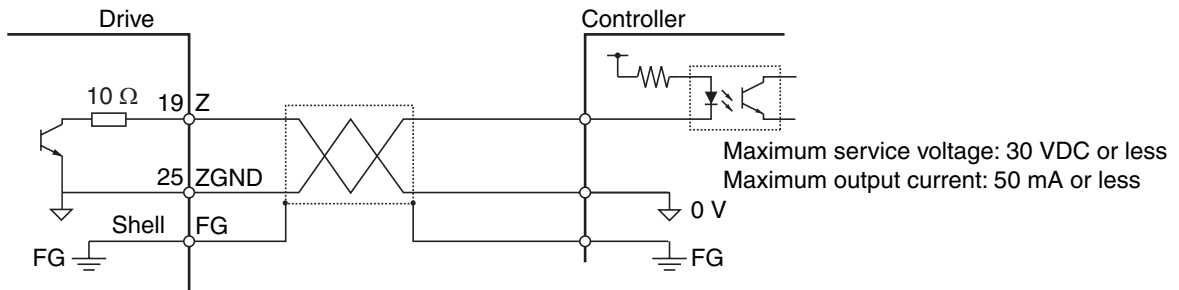 Drive
Controller
10 Ω
19 Z
25 ZGND
Maximum service voltage: 30 VDC or less
Maximum output current: 50 mA or less
0 V
Shell FG
FG
FG